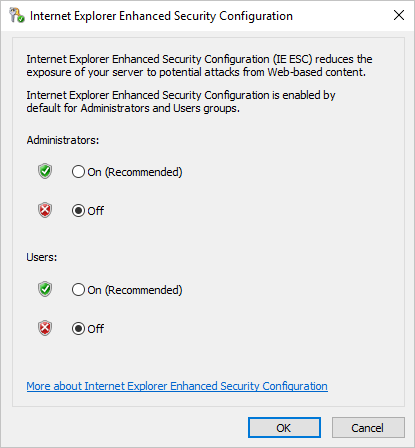 Internet Explorer Enhanced Security Configuration
Internet Explorer Enhanced Security Configuration (IE ESC) reduces the
exposure of your server to potential attacks from Web-based content.
Internet Explorer Enhanced Security Configuration is enabled by
default for Administrators and Users groups.
Administrators:
On (Recommended)
Off
Users:
On (Recommended)
Off
More about Internet Explorer Enhanced Security Configuration
OK Cancel